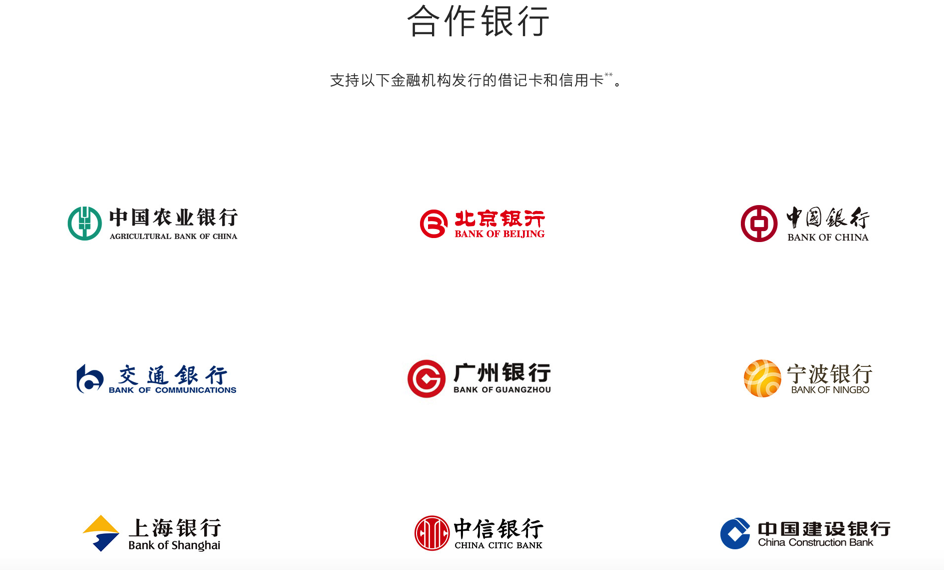 合作银行
支持以下金融机构发行的借记卡和信用卡**。
中国农业银行
AGRICULTURAL BANK OF CHINA
北京银行
BANK OF BEIJING
中国銀行
BANK OF CHINA
交通銀行
BANK OF COMMUNICATIONS
广州银行
BANK OF GUANGZHOU
宁波银行
BANK OF NINGBO
上海银行
Bank of Shanghai
中信银行
CHINA CITIC BANK
中国建设银行
China Construction Bank